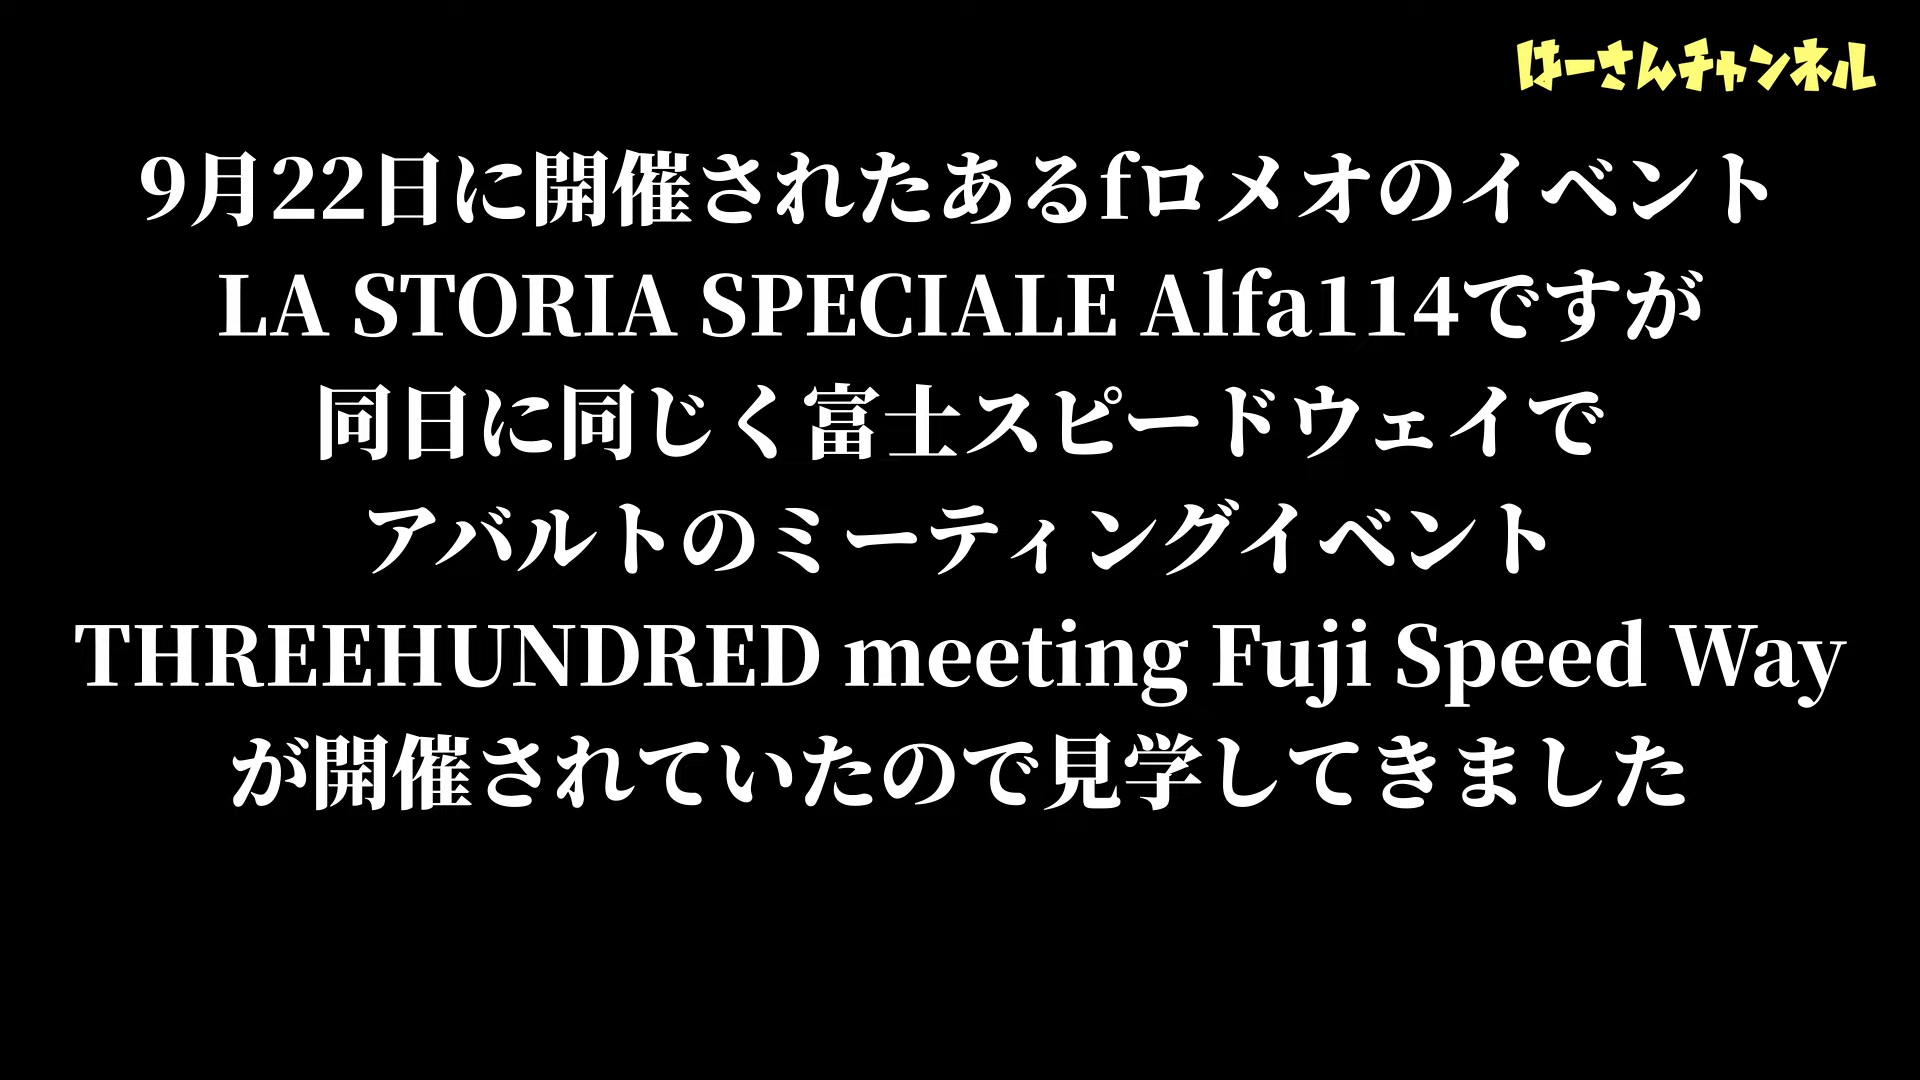 はーさんチャンネル
9月22日に開催されたあるfロメオのイベント
LA STORIA SPECIALE Alfa114ですが
同日に同じく富士スピードウェイで
アバルトのミーティングイベント
THREEHUNDRED meeting Fuji Speed Way
が開催されていたので見学してきました